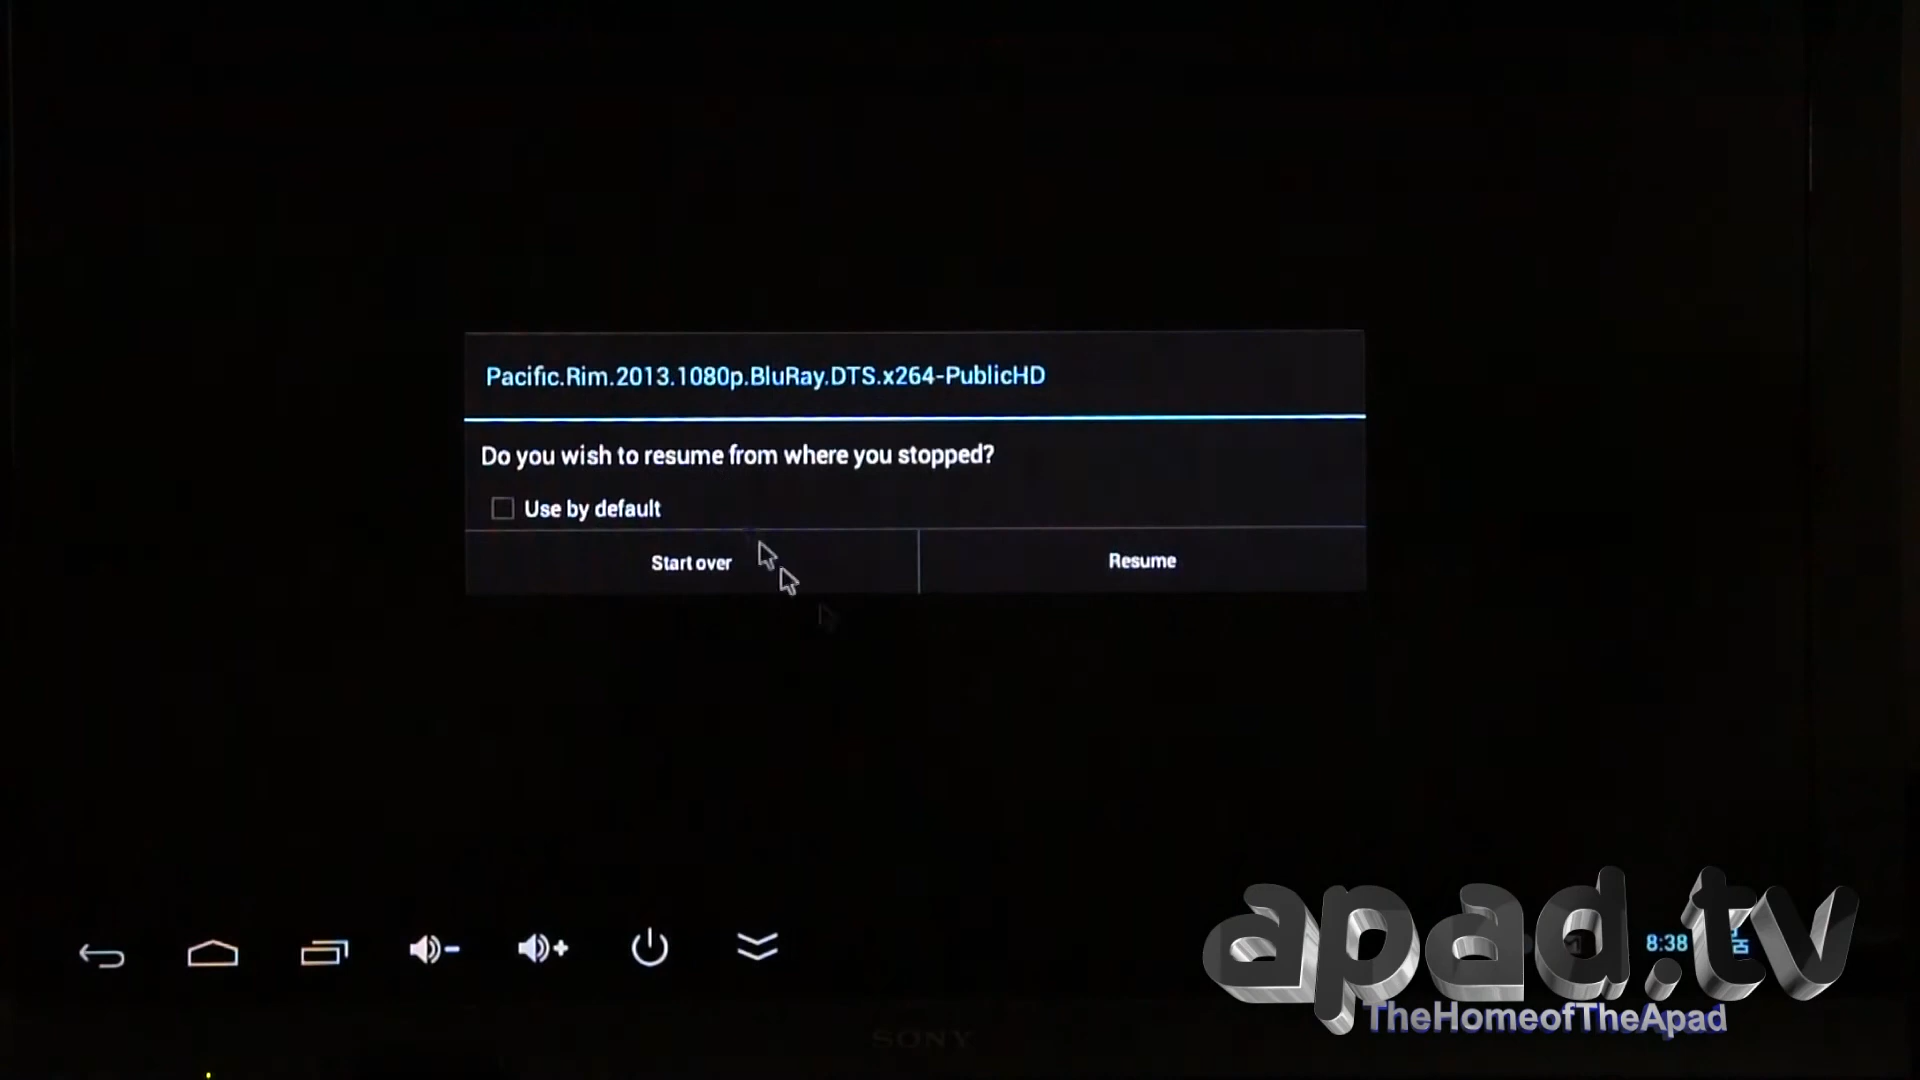 Pacific.Rim.2013.1080p.BluRay.DTS.x264-PublicHD
Do you wish to resume from where you stopped?
Use by default
Start over
Resume
8:38
apad.tv
TheHomeofTheApad
SONY